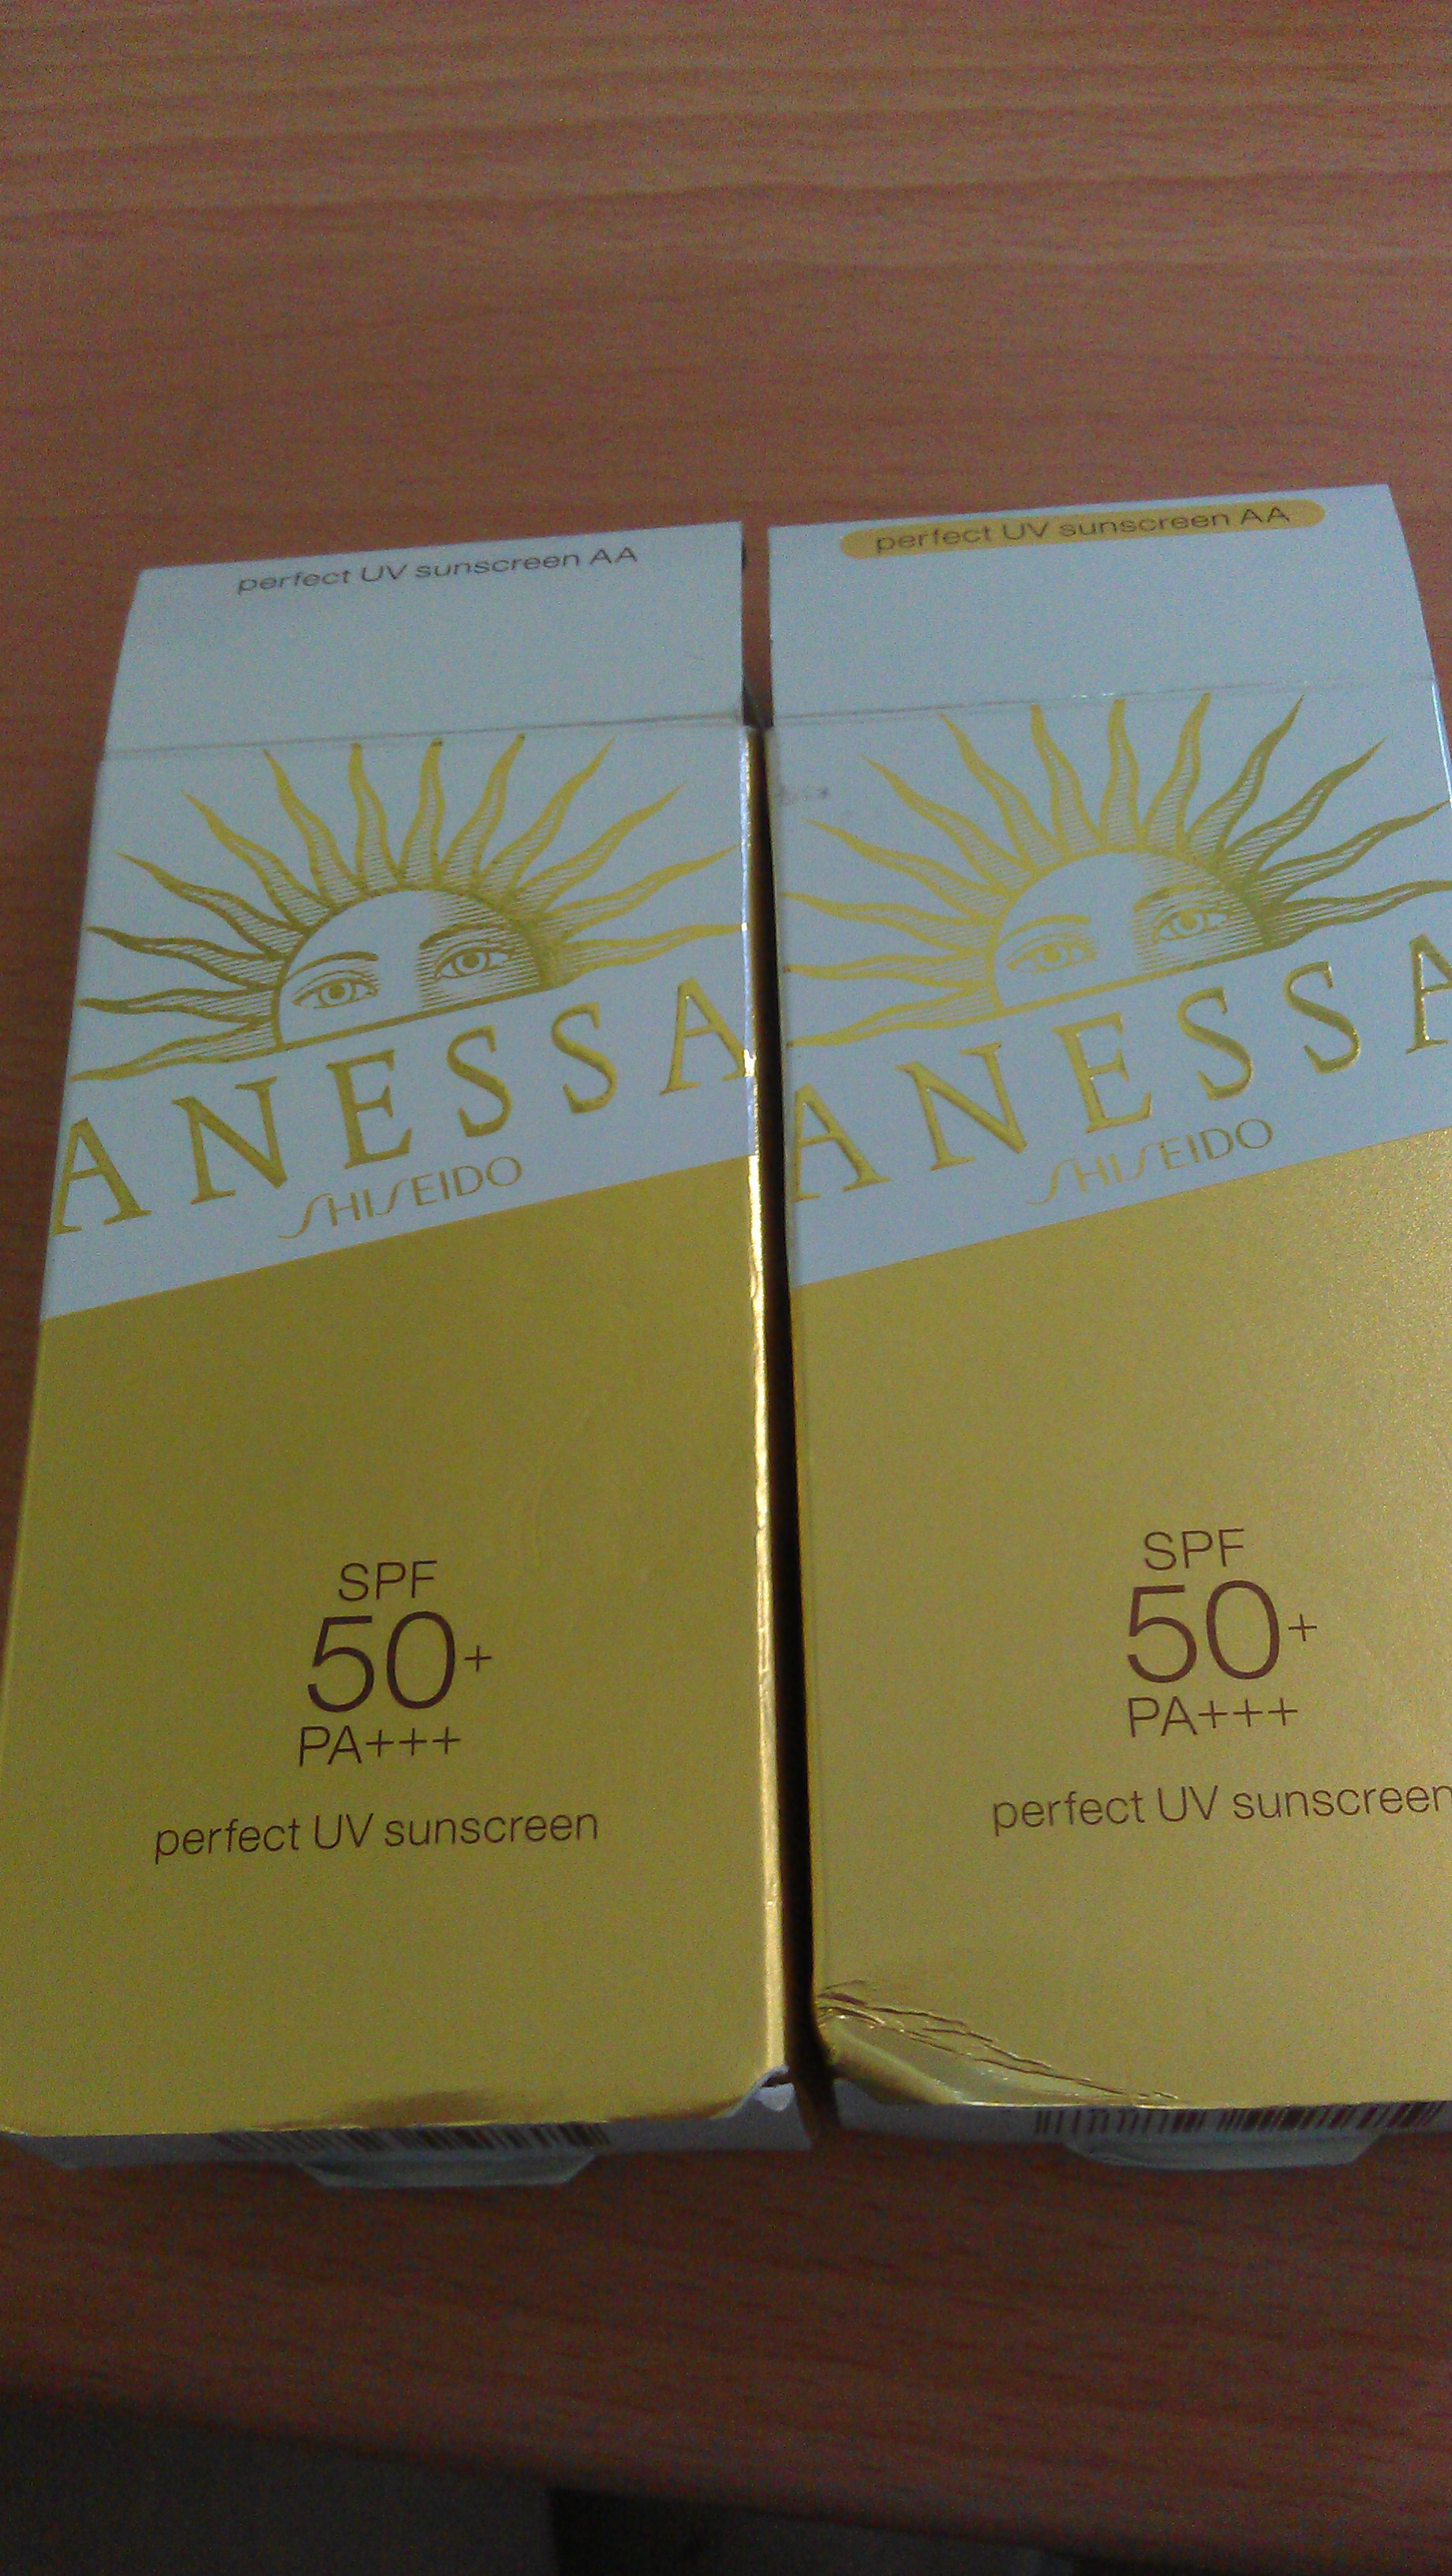 perfect UV sunscreen AA
ANESSA
SHISEIDO
SPF
50+
PA+++
perfect UV sunscreen
perfect UV sunscreen AA
ANESSA
SHISEIDO
SPF
50+
PA+++
perfect UV sunscreen